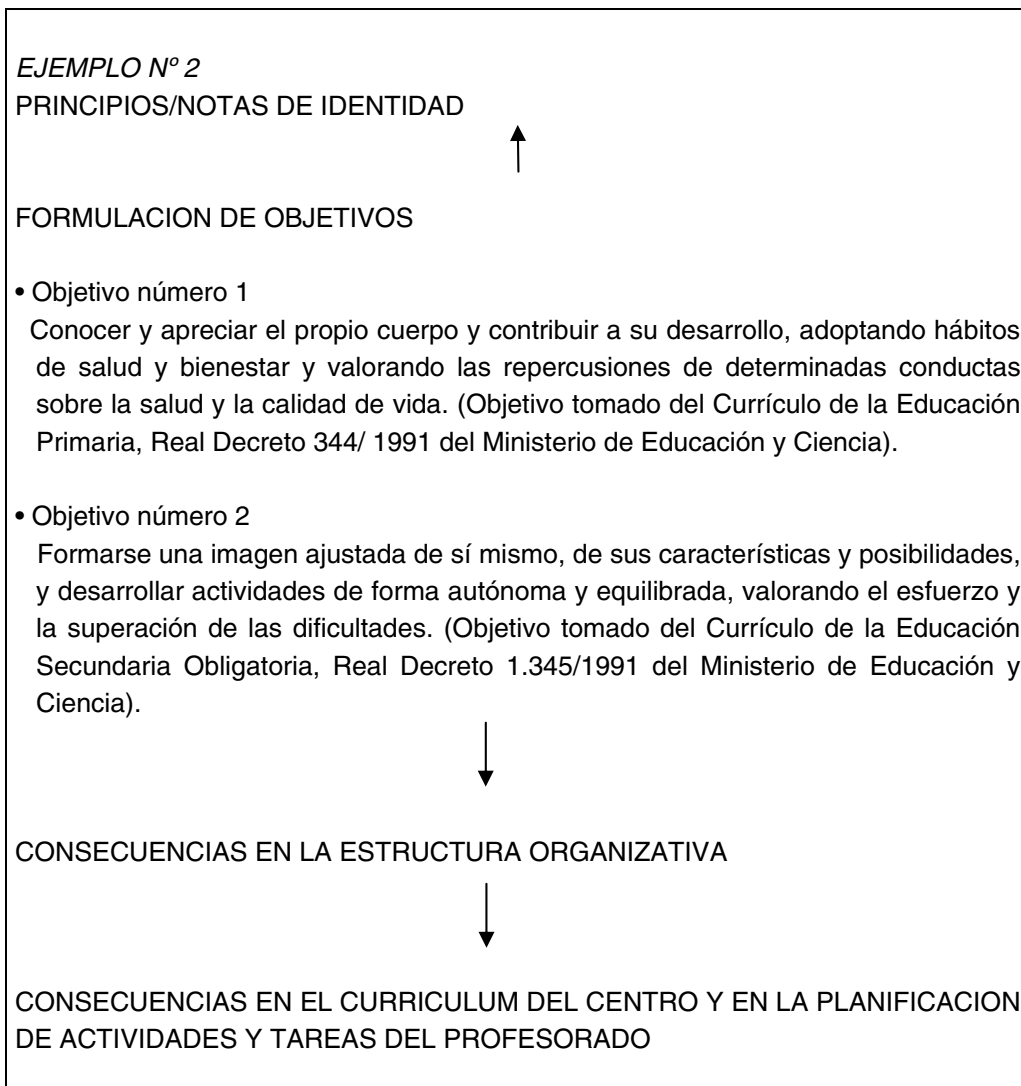 EJEMPLO Nº 2
PRINCIPIOS/NOTAS DE IDENTIDAD
FORMULACION DE OBJETIVOS
• Objetivo número 1
Conocer y apreciar el propio cuerpo y contribuir a su desarrollo, adoptando hábitos
de salud y bienestar y valorando las repercusiones de determinadas conductas
sobre la salud y la calidad de vida. (Objetivo tomado del Currículo de la Educación
Primaria, Real Decreto 344/ 1991 del Ministerio de Educación y Ciencia).
• Objetivo número 2
Formarse una imagen ajustada de sí mismo, de sus características y posibilidades,
y desarrollar actividades de forma autónoma y equilibrada, valorando el esfuerzo y
la superación de las dificultades. (Objetivo tomado del Currículo de la Educación
Secundaria Obligatoria, Real Decreto 1.345/1991 del Ministerio de Educación y
Ciencia).
CONSECUENCIAS EN LA ESTRUCTURA ORGANIZATIVA
CONSECUENCIAS EN EL CURRICULUM DEL CENTRO Y EN LA PLANIFICACION
DE ACTIVIDADES Y TAREAS DEL PROFESORADO